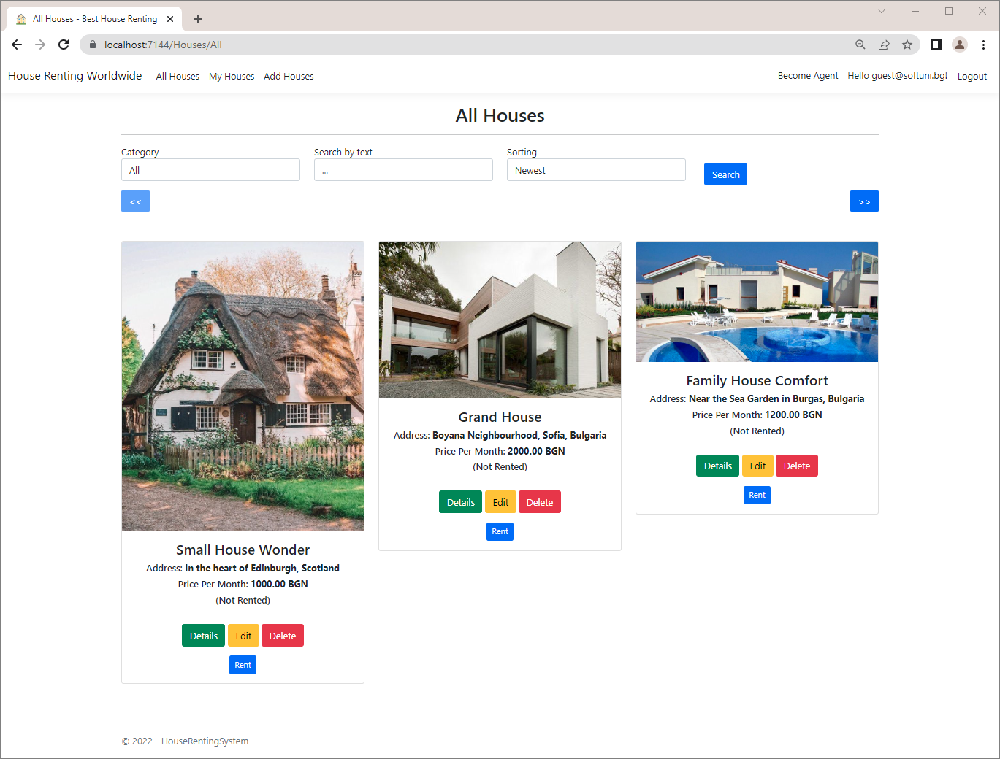 All Houses - Best House Renting
localhost:7144/Houses/All
House Renting Worldwide All Houses My Houses Add Houses Become Agent Hello guest@softuni.bg! Logout
All Houses
Category Search by text Sorting
All ... Newest Search
<< >>
Small House Wonder
Address: In the heart of Edinburgh, Scotland
Price Per Month: 1000.00 BGN
(Not Rented)
Details Edit Delete
Rent
Grand House
Address: Boyana Neighbourhood, Sofia, Bulgaria
Price Per Month: 2000.00 BGN
(Not Rented)
Details Edit Delete
Rent
Family House Comfort
Address: Near the Sea Garden in Burgas, Bulgaria
Price Per Month: 1200.00 BGN
(Not Rented)
Details Edit Delete
Rent
© 2022 - HouseRentingSystem